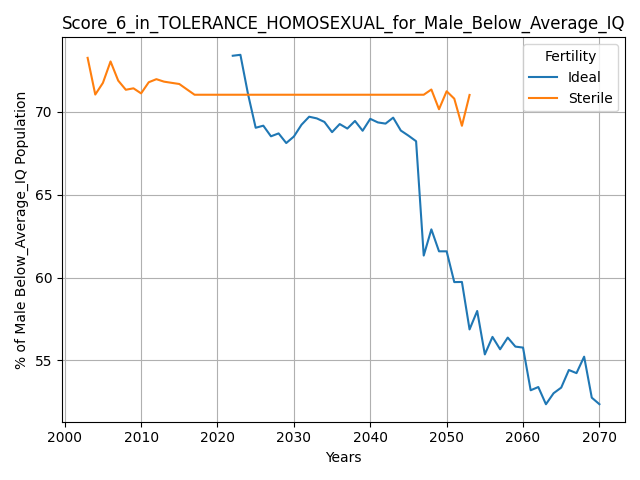 Score_6_in_TOLERANCE_HOMOSEXUAL_for_Male_Below_Average_IQ
Fertility
Ideal
Sterile
% of Male Below_Average_IQ Population
70
65
60
55
2000 2010 2020 2030 2040 2050 2060 2070
Years